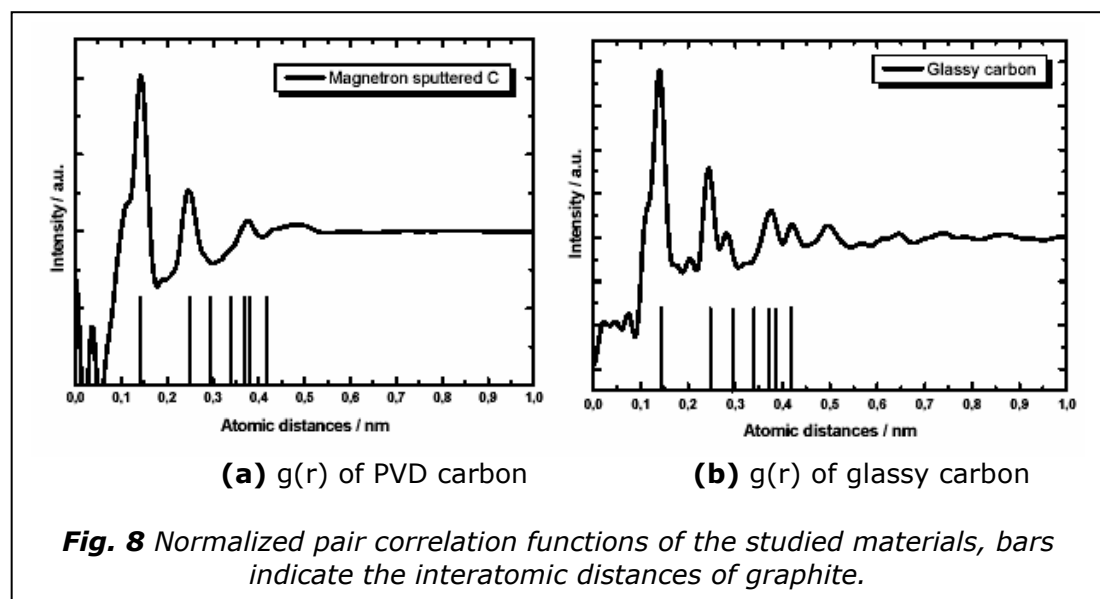 Magnetron sputtered C
Intensity / a.u.
0,0 0,1 0,2 0,3 0,4 0,5 0,6 0,7 0,8 0,9 1,0
Atomic distances / nm
(a) g(r) of PVD carbon
Glassy carbon
Intensity / a.u.
0,0 0,1 0,2 0,3 0,4 0,5 0,6 0,7 0,8 0,9 1,0
Atomic distances / nm
(b) g(r) of glassy carbon
Fig. 8 Normalized pair correlation functions of the studied materials, bars
indicate the interatomic distances of graphite.